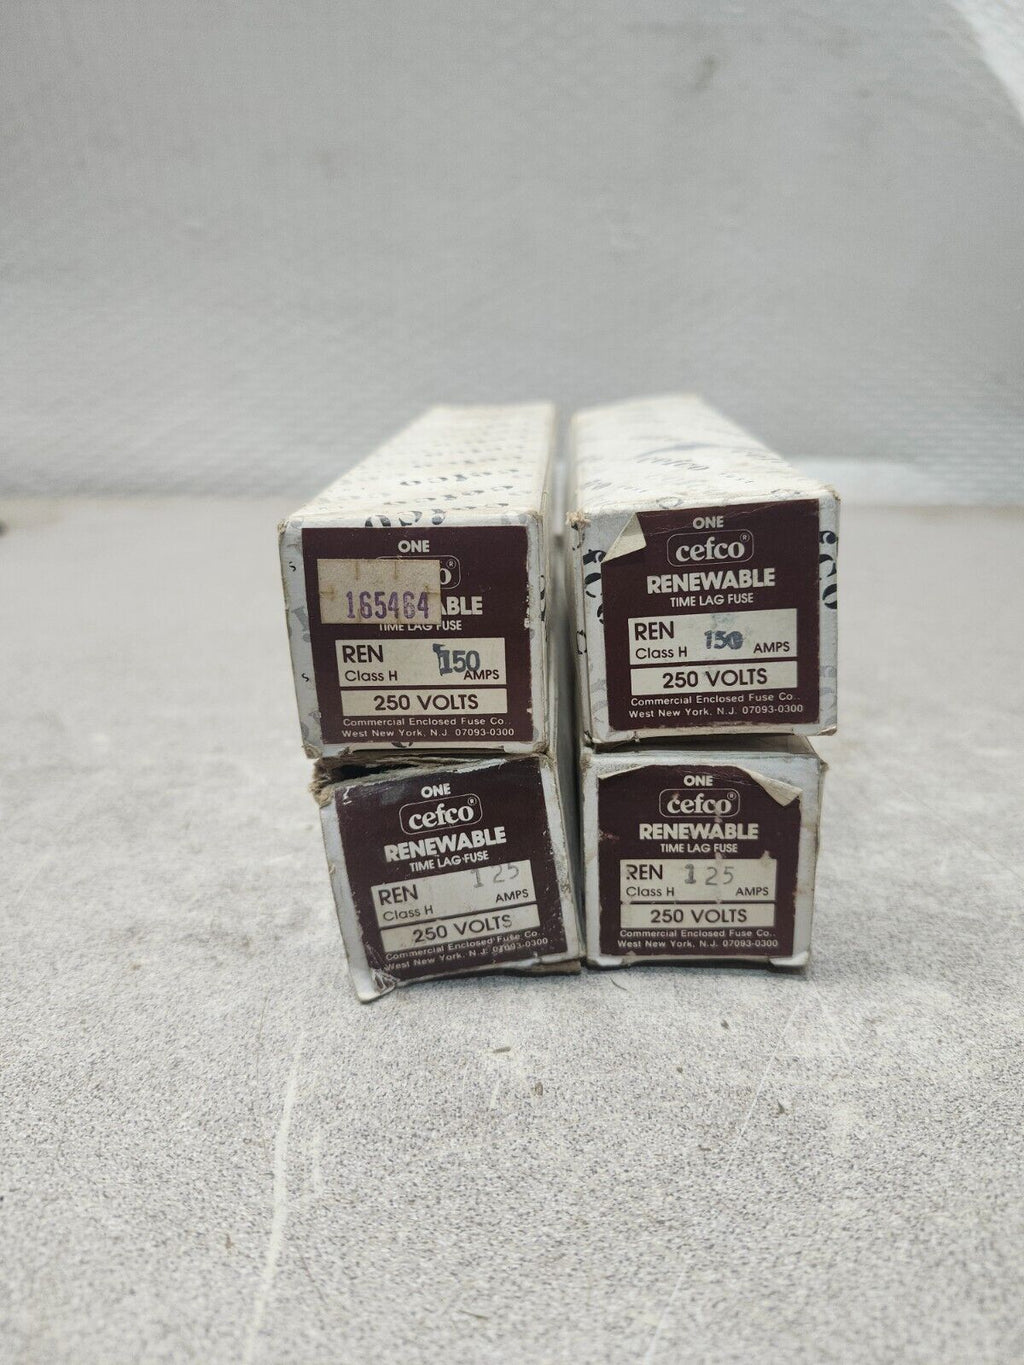 cefco
cefco
ONE
165464
ABLE
TIME LAG FUSE
REN 150
Class H AMPS
250 VOLTS
Commercial Enclosed Fuse Co..
West New York, N.J. 07093-0300
ONE
cefco®
RENEWABLE
TIME LAG FUSE
REN 150
Class H AMPS
250 VOLTS
Commercial Enclosed Fuse Co..
West New York, N.J. 07093-0300
ONE
cefco®
RENEWABLE
TIME LAG FUSE
REN 125
Class H AMPS
250 VOLTS
Commercial Enclosed Fuse Co..
West New York, N.J. 07093-0300
ONE
cefco®
RENEWABLE
TIME LAG FUSE
REN 125
Class H AMPS
250 VOLTS
Commercial Enclosed Fuse Co..
West New York, N.J. 07093-0300